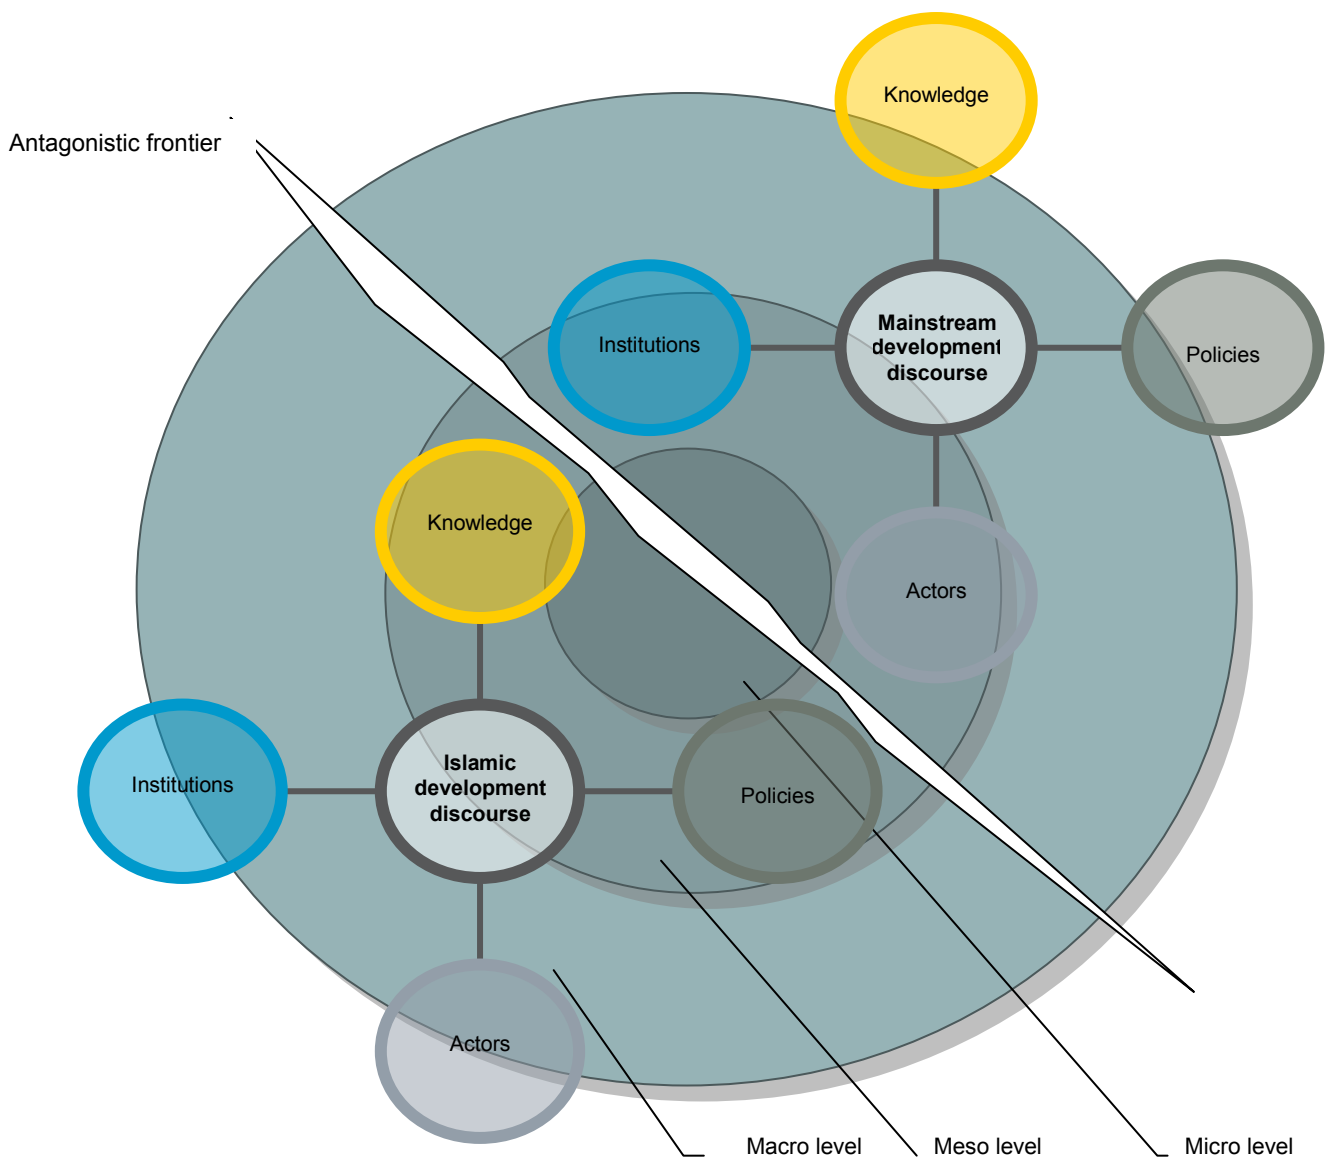 Knowledge
Antagonistic frontier
Institutions
Mainstream
development
discourse
Policies
Knowledge
Actors
Institutions
Islamic
development
discourse
Policies
Actors
Macro level
Meso level
Micro level